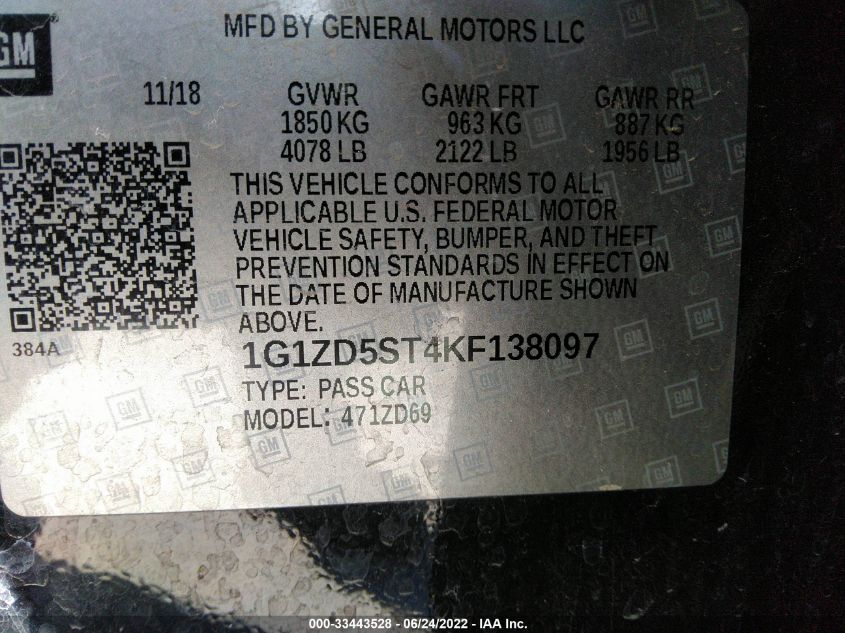 GM
MFD BY GENERAL MOTORS LLC
11/18 GVWR GAWR FRT GAWR RR
1850 KG 963 KG 887 KG
4078 LB 2122 LB 1956 LB
THIS VEHICLE CONFORMS TO ALL
APPLICABLE U.S. FEDERAL MOTOR
VEHICLE SAFETY, BUMPER, AND THEFT
PREVENTION STANDARDS IN EFFECT ON
THE DATE OF MANUFACTURE SHOWN
ABOVE.
384A
1G1ZD5ST4KF138097
TYPE: PASS CAR
MODEL: 471ZD69
000-33443528 - 06/24/2022 - IAA Inc.